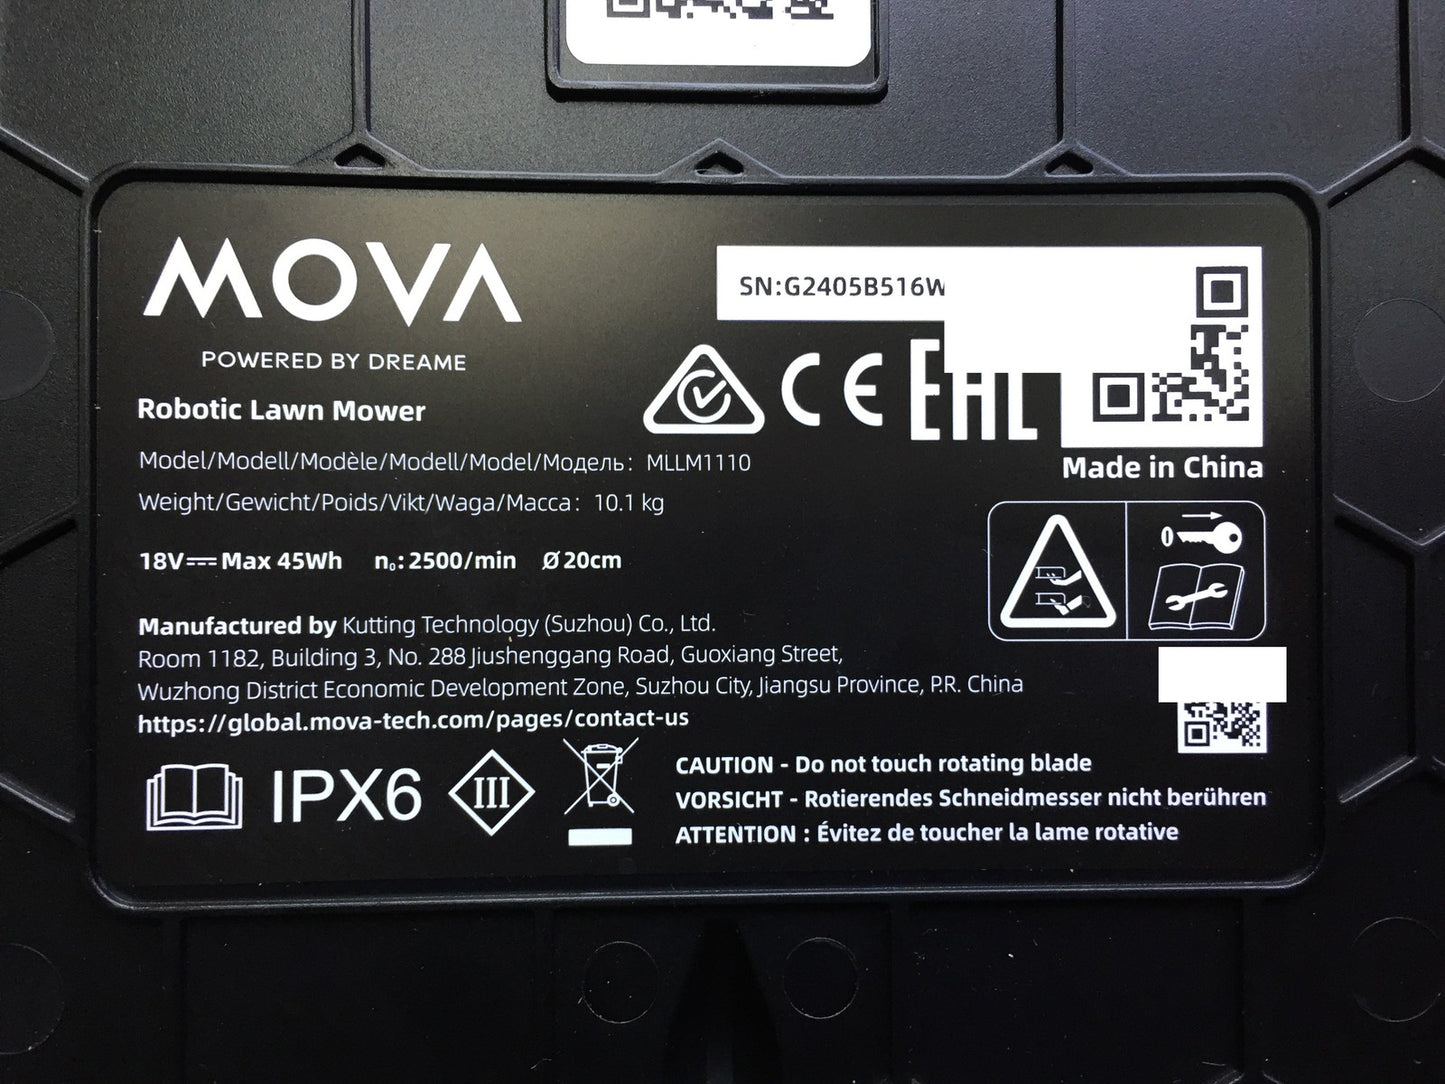 MOVA
POWERED BY DREAME
SN:G2405B516W
CE EAC
Robotic Lawn Mower
Model/Modell/Modèle/Modell/Model/Модель: MLLM1110
Made in China
Weight/Gewicht/Poids/Vikt/Waga/Масса: 10.1 kg
18V⎓Max 45Wh n₀:2500/min Ø20cm
Manufactured by Kutting Technology (Suzhou) Co., Ltd.
Room 1182, Building 3, No. 288 Jiushenggang Road, Guoxiang Street,
Wuzhong District Economic Development Zone, Suzhou City, Jiangsu Province, P.R. China
https://global.mova-tech.com/pages/contact-us
IPX6 III
CAUTION - Do not touch rotating blade
VORSICHT - Rotierendes Schneidmesser nicht berühren
ATTENTION : Évitez de toucher la lame rotative